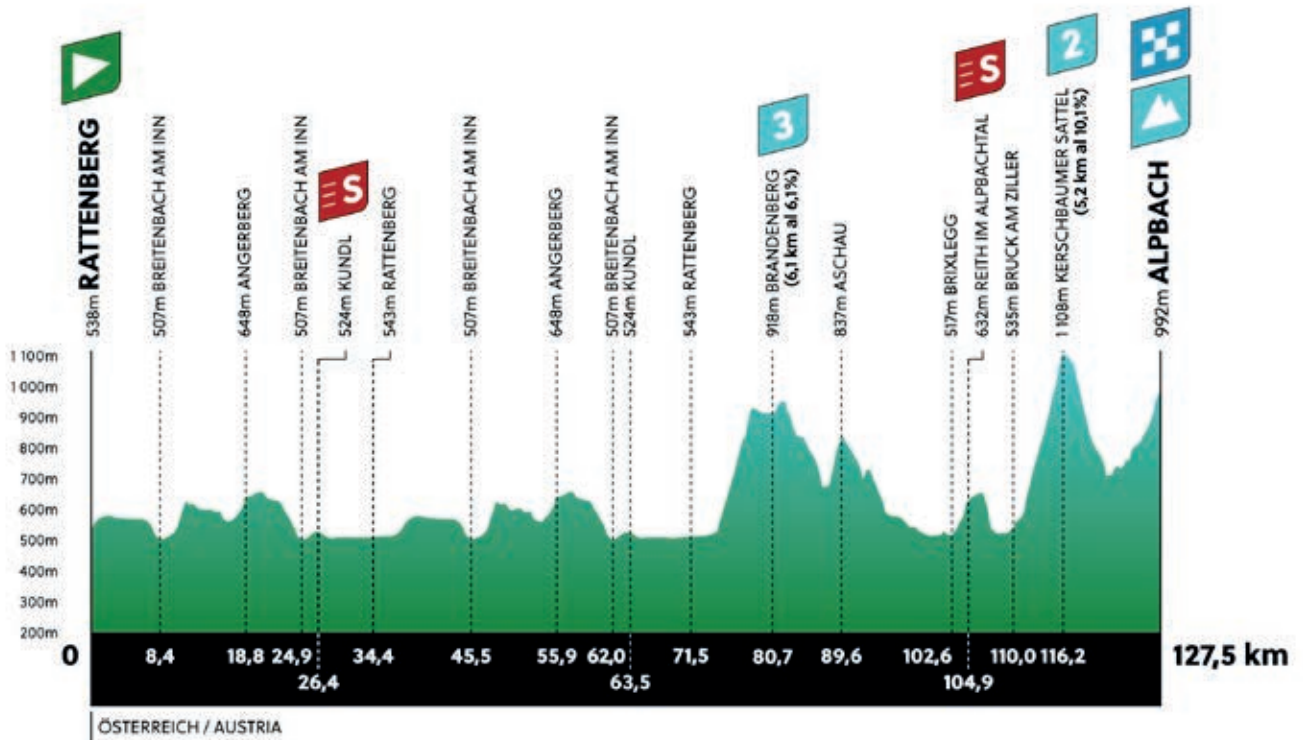 538m RATTENBERG
507m BREITENBACH AM INN
648m ANGERBERG
507m BREITENBACH AM INN
S
524m KUNDL
543m RATTENBERG
507m BREITENBACH AM INN
648m ANGERBERG
507m BREITENBACH AM INN
524m KUNDL
543m RATTENBERG
3
918m BRANDENBERG
(6,1 km al 6,1%)
837m ASCHAU
517m BRIXLEGG
S
632m REITH IM ALPBACHTAL
535m BRUCK AM ZILLER
2
1 108m KERSCHBAUMER SATTEL
(5,2 km al 10,1%)
992m ALPBACH
1 100m
1 000m
900m
800m
700m
600m
500m
400m
300m
200m
0 8,4 18,8 24,9 34,4 45,5 55,9 62,0 71,5 80,7 89,6 102,6 110,0 116,2 127,5 km
26,4 63,5 104,9
ÖSTERREICH / AUSTRIA